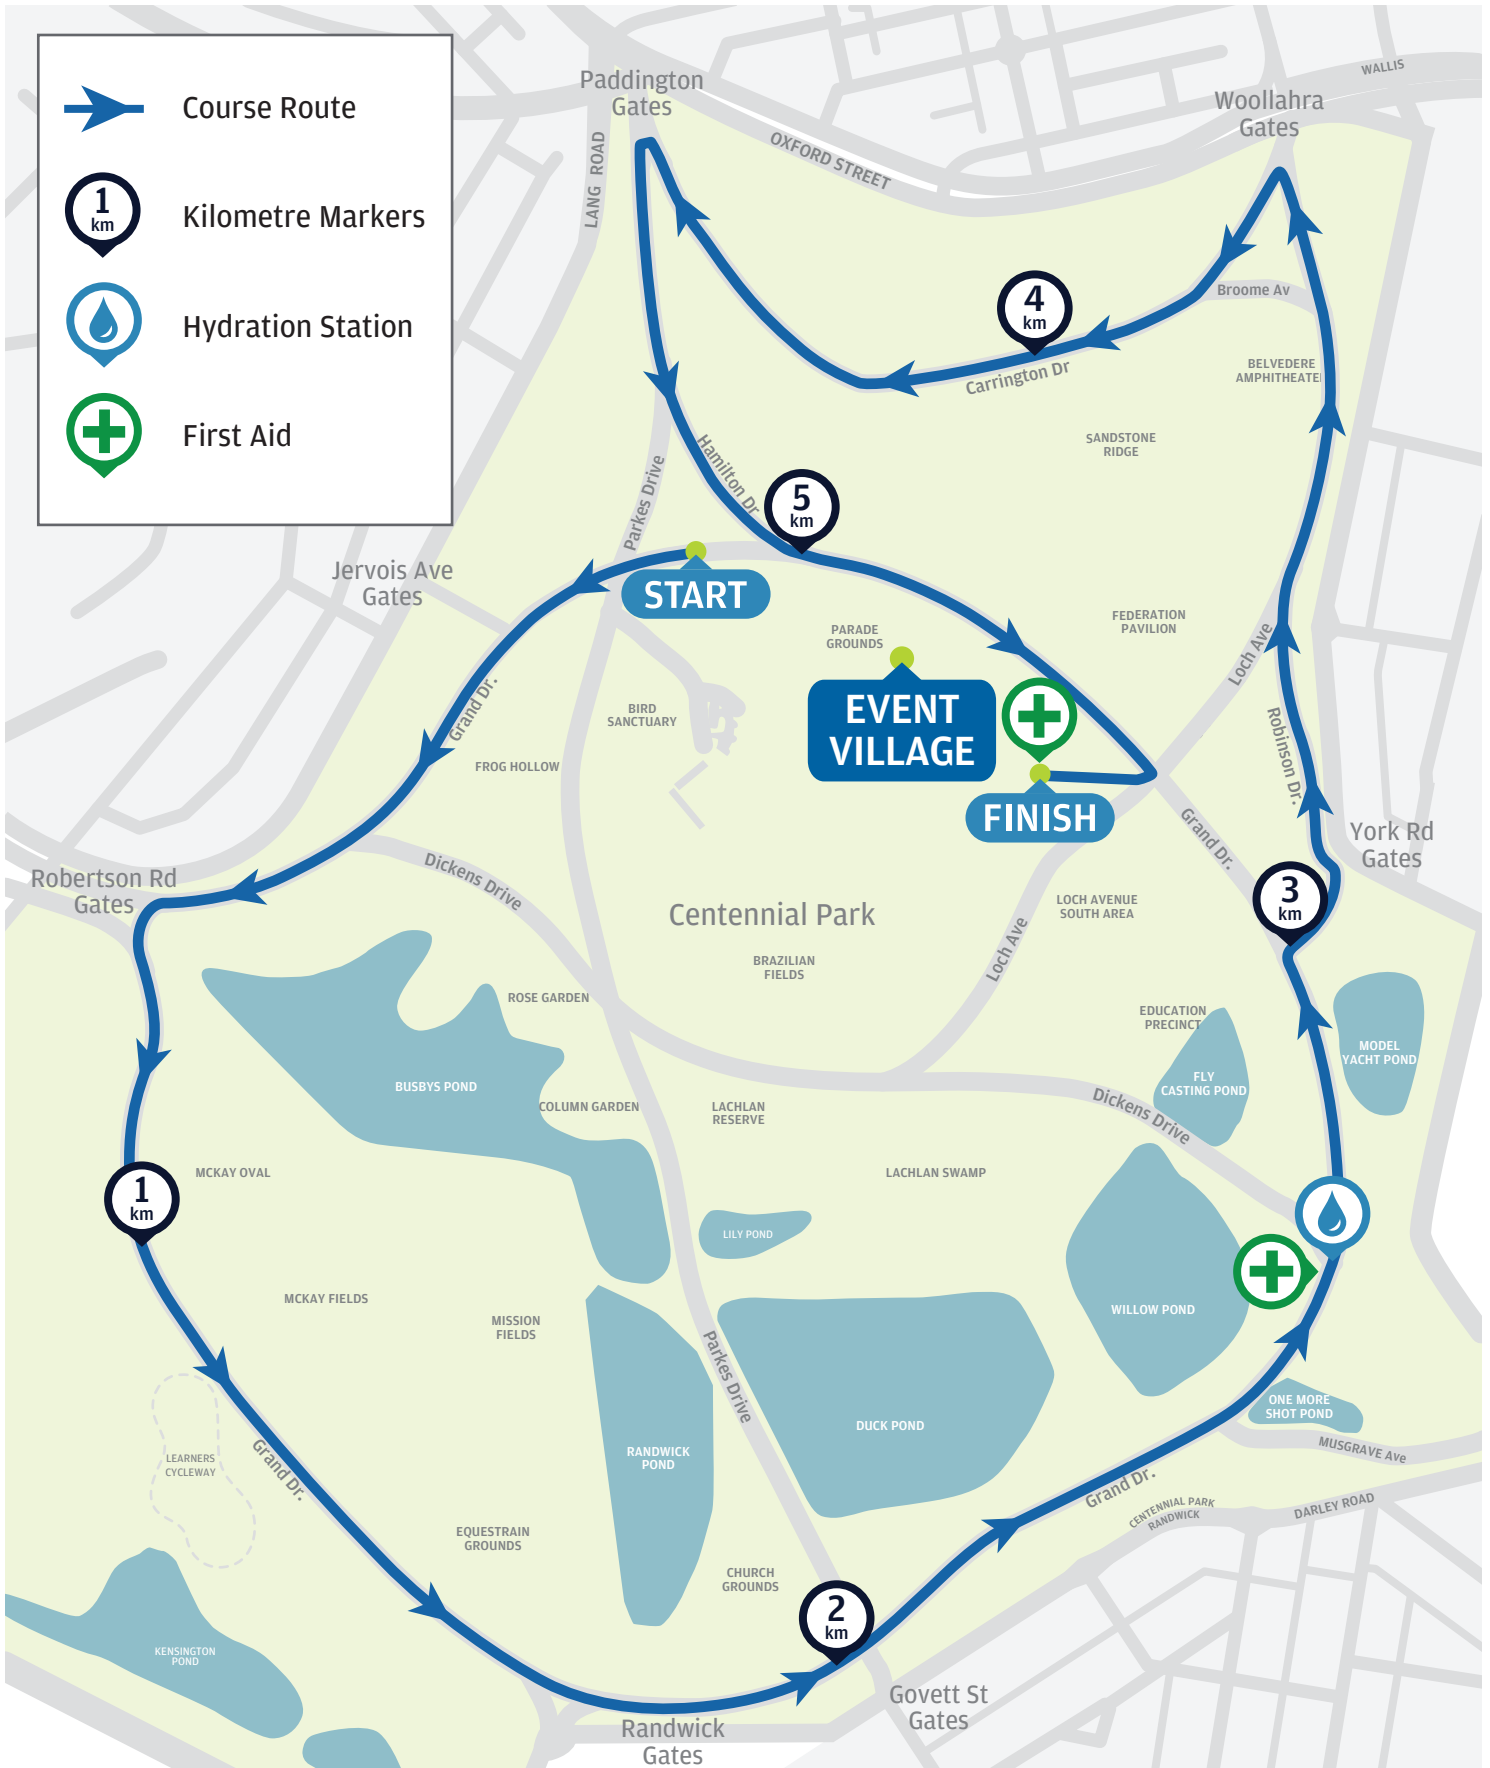 Course Route
1
km
Kilometre Markers
Hydration Station
First Aid
Paddington
Gates
WALLIS
Woollahra
Gates
OXFORD STREET
LANG ROAD
Broome Av
4
km
BELVEDERE
AMPHITHEATE
Carrington Dr
SANDSTONE
RIDGE
Hamilton Dr
Parkes Drive
5
km
Jervois Ave
Gates
START
FEDERATION
PAVILION
PARADE
GROUNDS
Loch Ave
EVENT
VILLAGE
BIRD
SANCTUARY
Grand Dr.
FROG HOLLOW
Robinson Dr.
FINISH
Grand Dr.
York Rd
Gates
Robertson Rd
Gates
Dickens Drive
3
km
Centennial Park
LOCH AVENUE
SOUTH AREA
Loch Ave
BRAZILIAN
FIELDS
ROSE GARDEN
EDUCATION
PRECINCT
MODEL
YACHT POND
FLY
CASTING POND
BUSBYS POND
COLUMN GARDEN
LACHLAN
RESERVE
Dickens Drive
MCKAY OVAL
LACHLAN SWAMP
1
km
LILY POND
MCKAY FIELDS
WILLOW POND
MISSION
FIELDS
Parkes Drive
ONE MORE
SHOT POND
DUCK POND
RANDWICK
POND
MUSGRAVE Ave
LEARNERS
CYCLEWAY
Grand Dr.
Grand Dr.
CENTENNIAL PARK
RANDWICK
DARLEY ROAD
EQUESTRAIN
GROUNDS
CHURCH
GROUNDS
2
km
KENSINGTON
POND
Govett St
Gates
Randwick
Gates